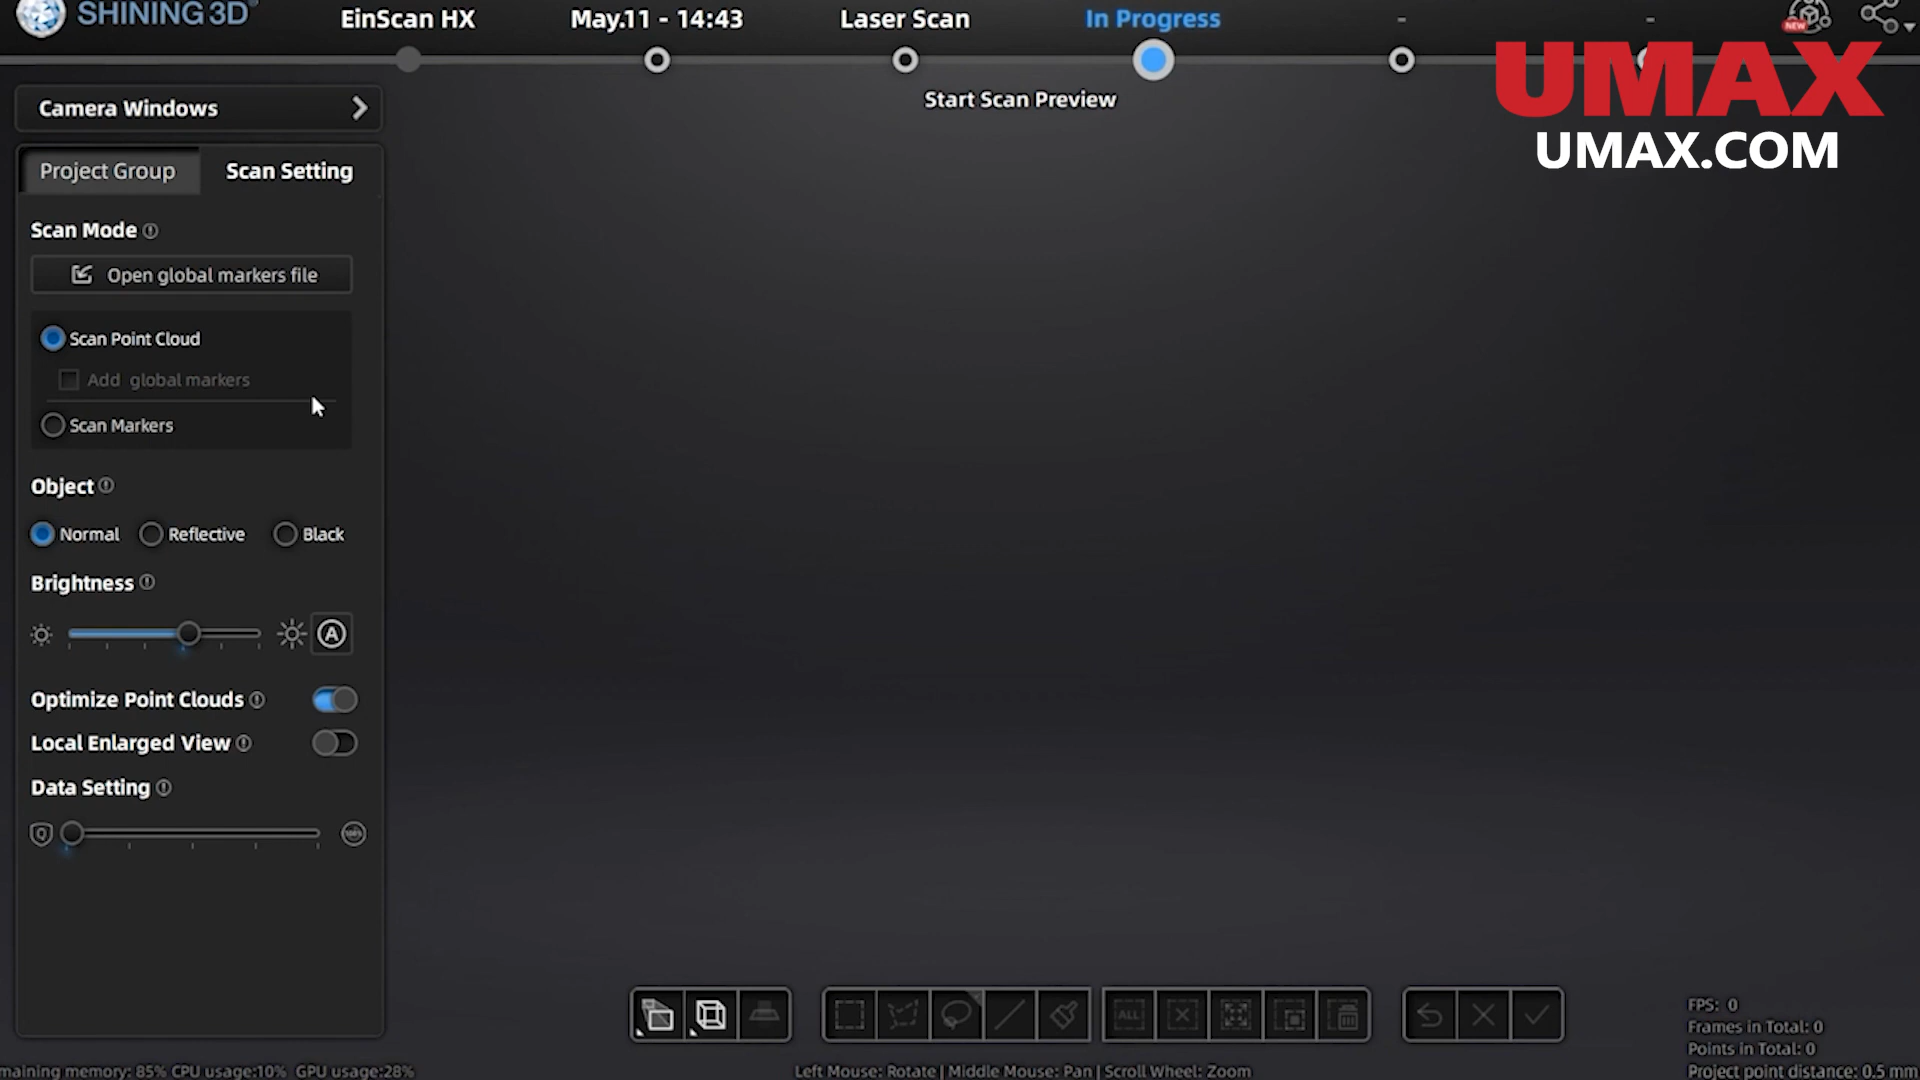 SHINING 3D
EinScan HX
May.11 - 14:43
Laser Scan
In Progress
-
-
NEW
UMAX
UMAX.COM
Start Scan Preview
Camera Windows
Project Group
Scan Setting
Scan Mode
Open global markers file
Scan Point Cloud
Add global markers
Scan Markers
Object
Normal
Reflective
Black
Brightness
A
Optimize Point Clouds
Local Enlarged View
Data Setting
Q
100%
ALL
FPS: 0
Frames in Total: 0
Points in Total: 0
Project point distance: 0.5 mm
maining memory: 85% CPU usage:10% GPU usage:28%
Left Mouse: Rotate | Middle Mouse: Pan | Scroll Wheel: Zoom